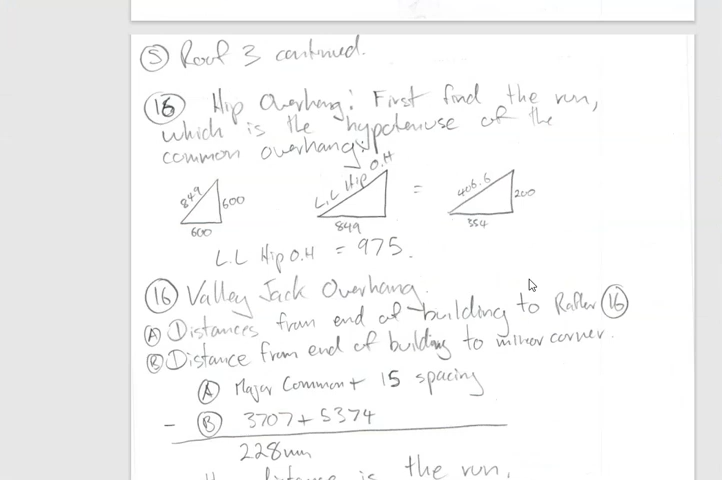 ⑤ Roof 3 continued.
⑮ Hip Overhang: First find the run,
which is the hypotenuse of the
common overhang:
849
600
600
L.L Hip O.H
849
=
406.6
200
354
L.L Hip O.H = 975.
⑯ Valley Jack Overhang.
Ⓐ Distances from end of building to Rafter ⑯
Ⓑ Distance from end of building to minor corner.
Ⓐ Major Common + 15 spacing
- Ⓑ 3707 + 5374
228mm
distance is the run,